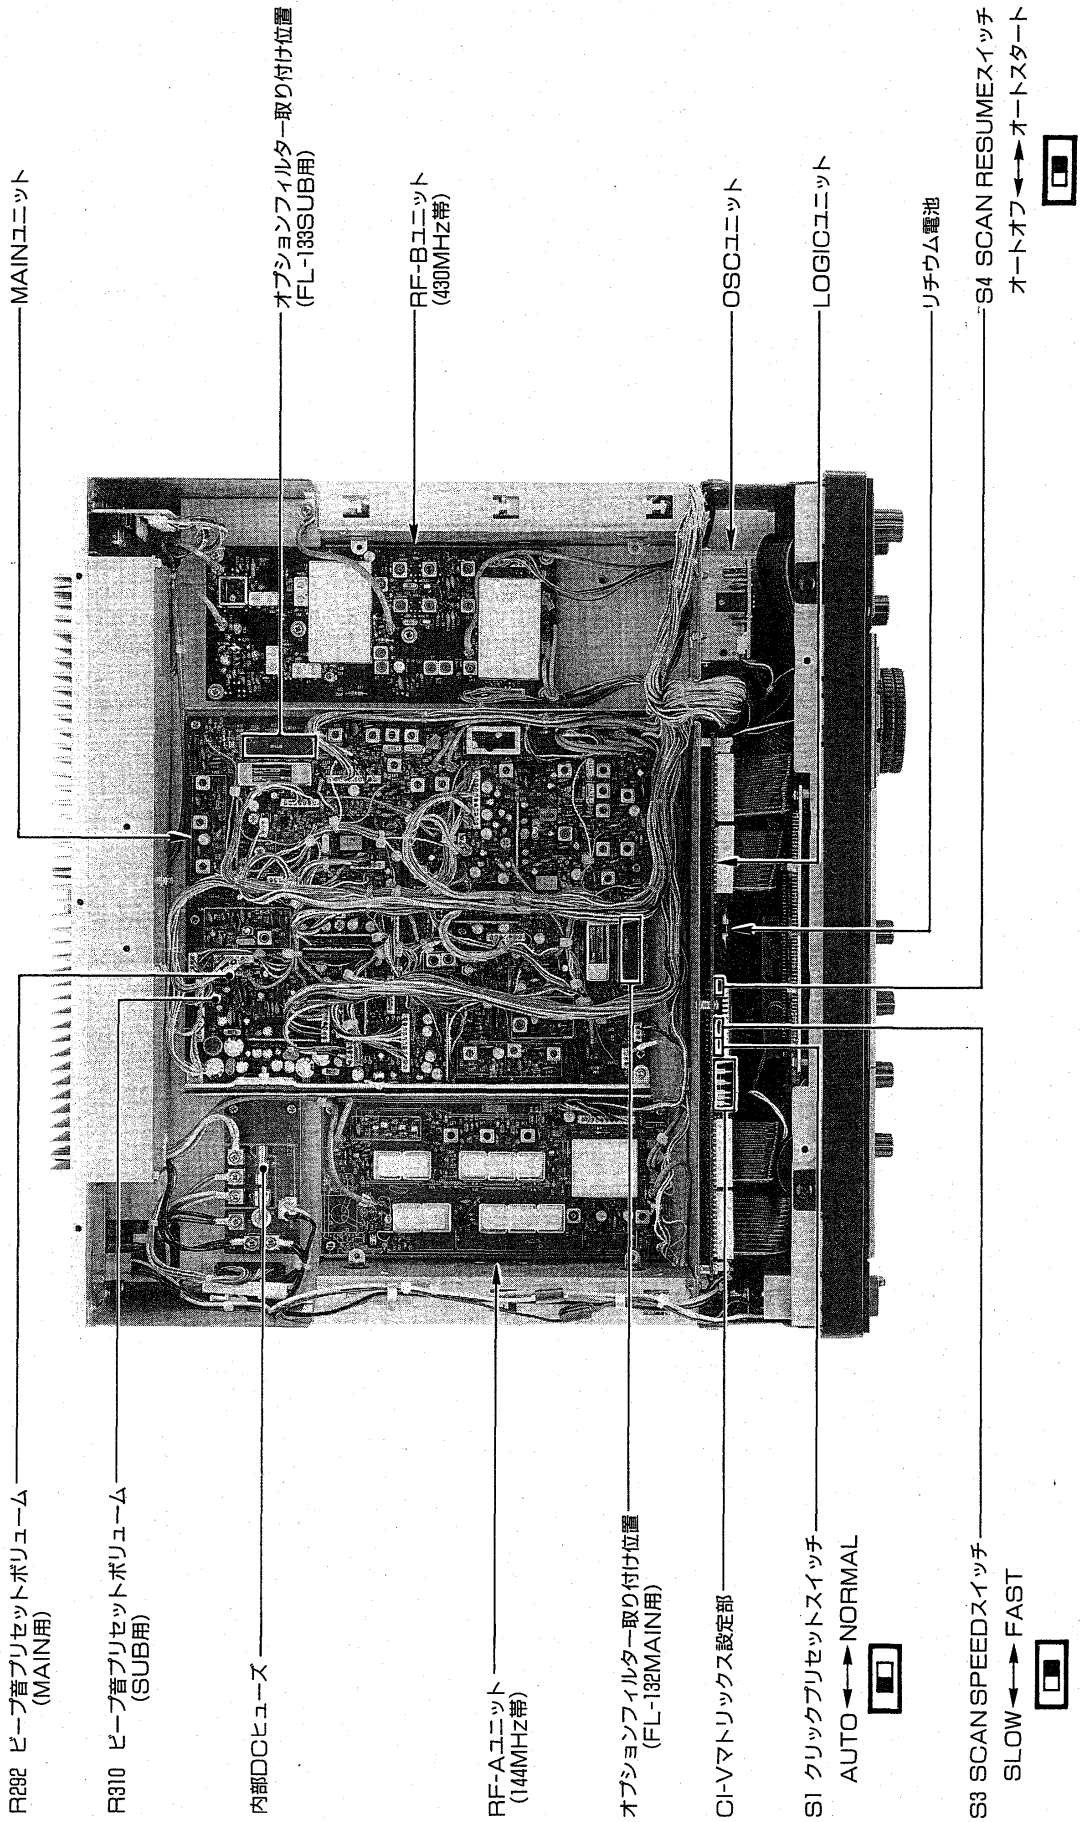 R292 ビープ音プリセットボリューム
(MAIN用)
R310 ビープ音プリセットボリューム
(SUB用)
内部DCヒューズ
RF-Aユニット
(144MHz帯)
オプションフィルター取り付け位置
(FL-132MAIN用)
CI-Vマトリックス設定部
S1 クリックプリセットスイッチ
AUTO ←→ NORMAL
S3 SCAN SPEEDスイッチ
SLOW ←→ FAST
MAINユニット
オプションフィルター取り付け位置
(FL-133SUB用)
RF-Bユニット
(430MHz帯)
OSCユニット
LOGICユニット
リチウム電池
S4 SCAN RESUMEスイッチ
オートオフ ←→ オートスタート